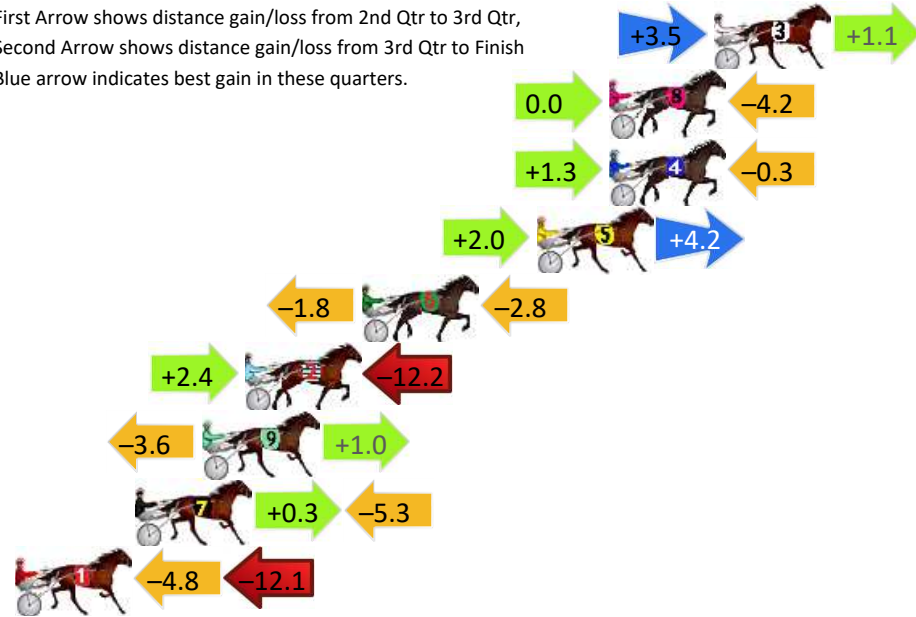 First Arrow shows distance gain/loss from 2nd Qtr to 3rd Qtr,
Second Arrow shows distance gain/loss from 3rd Qtr to Finish
Blue arrow indicates best gain in these quarters.
+3.5 3 +1.1
0.0 8 –4.2
+1.3 4 –0.3
+2.0 5 +4.2
–1.8 6 –2.8
+2.4 2 –12.2
–3.6 9 +1.0
7 +0.3 –5.3
1 –4.8 –12.1